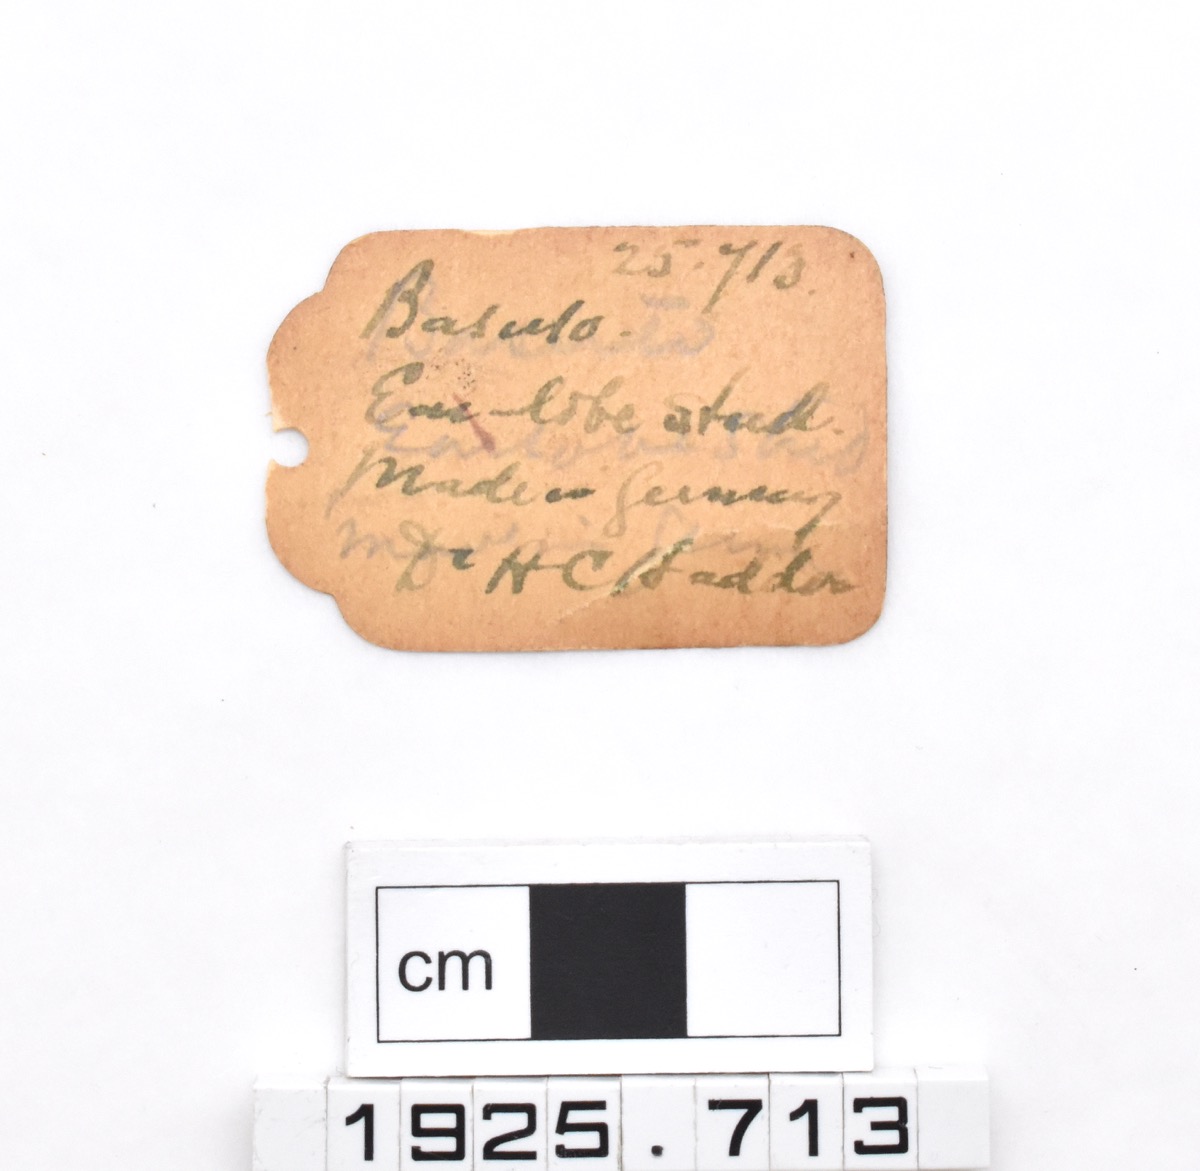 25.713.
Basuto.
Ear-lobe stud.
Made in Germany
Dr H C Haddon
cm
1925.713